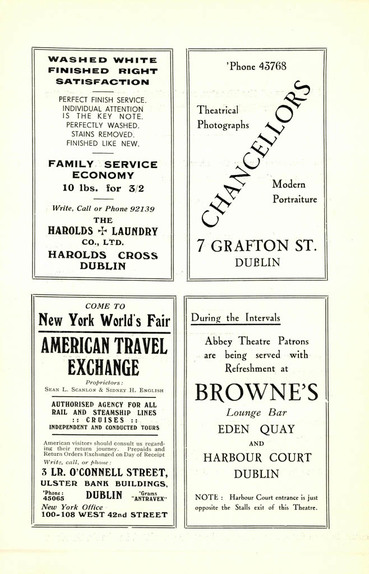 WASHED WHITE
FINISHED RIGHT
SATISFACTION
PERFECT FINISH SERVICE.
INDIVIDUAL ATTENTION
IS THE KEY NOTE.
PERFECTLY WASHED.
STAINS REMOVED.
FINISHED LIKE NEW.
FAMILY SERVICE
ECONOMY
10 lbs. for 3/2
Write, Call or Phone 92139
THE
HAROLDS ✣ LAUNDRY
CO., LTD.
HAROLDS CROSS
DUBLIN
'Phone 43768
Theatrical
Photographs
CHANCELLORS
Modern
Portraiture
7 GRAFTON ST.
DUBLIN
COME TO
New York World's Fair
AMERICAN TRAVEL
EXCHANGE
Proprietors:
SEAN L. SCANLON & SIDNEY H. ENGLISH
AUTHORISED AGENCY FOR ALL
RAIL AND STEAMSHIP LINES
:: CRUISES ::
INDEPENDENT AND CONDUCTED TOURS
American visitors should consult us regard-
ing their return journey. Prepaids and
Return Orders Exchanged on Day of Receipt
Write, call, or phone:
3 LR. O'CONNELL STREET,
ULSTER BANK BUILDINGS,
'Phone: 45065 DUBLIN 'Grams "ANTRAVEX"
New York Office
100-108 WEST 42nd STREET
During the Intervals
Abbey Theatre Patrons
are being served with
Refreshment at
BROWNE'S
Lounge Bar
EDEN QUAY
AND
HARBOUR COURT
DUBLIN
NOTE: Harbour Court entrance is just
opposite the Stalls exit of this Theatre.